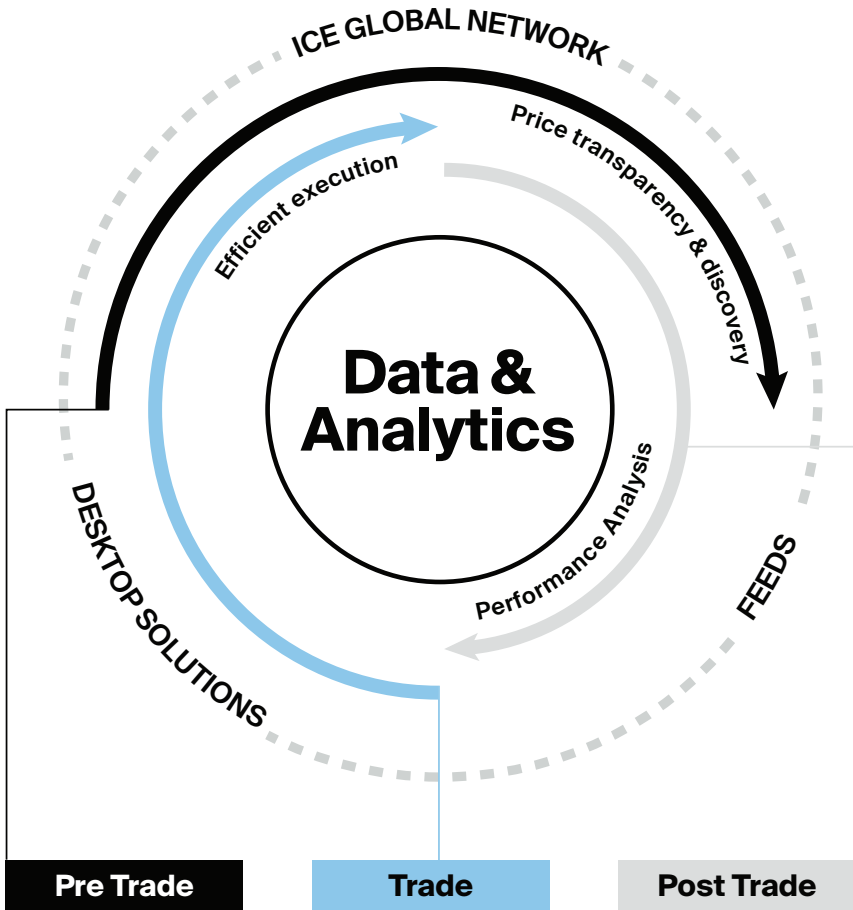 ICE GLOBAL NETWORK
Price transparency & discovery
Efficient execution
Data &
Analytics
Performance Analysis
DESKTOP SOLUTIONS
FEEDS
Pre Trade
Trade
Post Trade